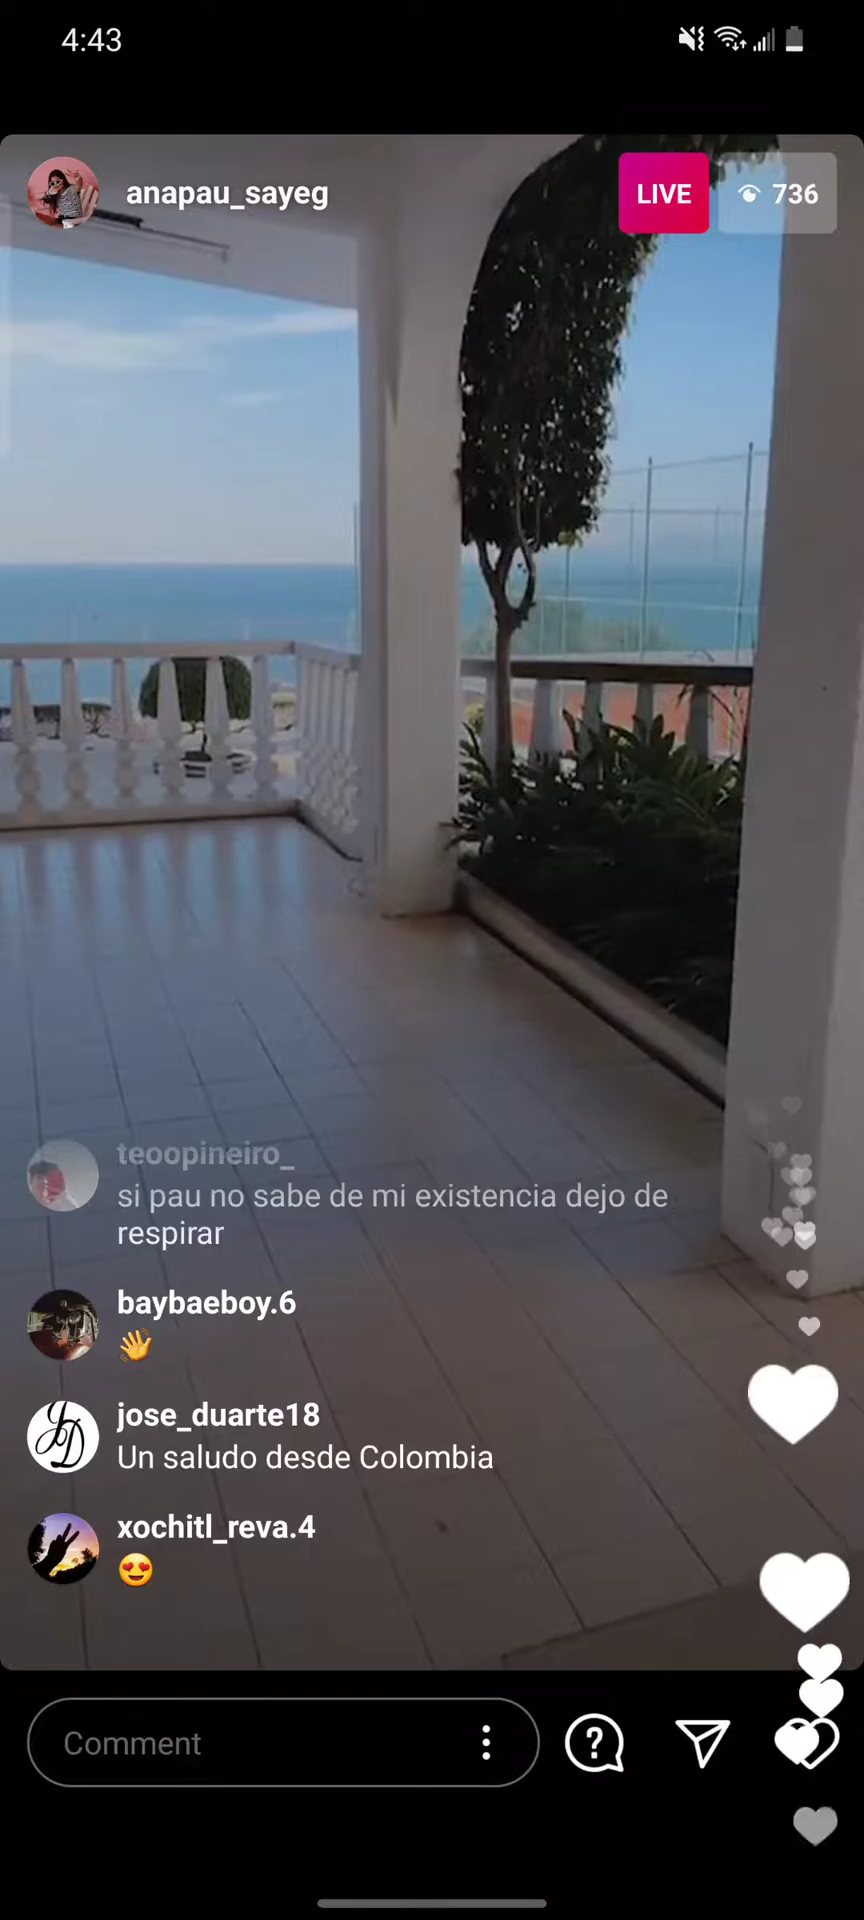 4:43
anapau_sayeg
LIVE
736
teoopineiro_
si pau no sabe de mi existencia dejo de
respirar
baybaeboy.6
👋
jose_duarte18
Un saludo desde Colombia
xochitl_reva.4
😍
Comment